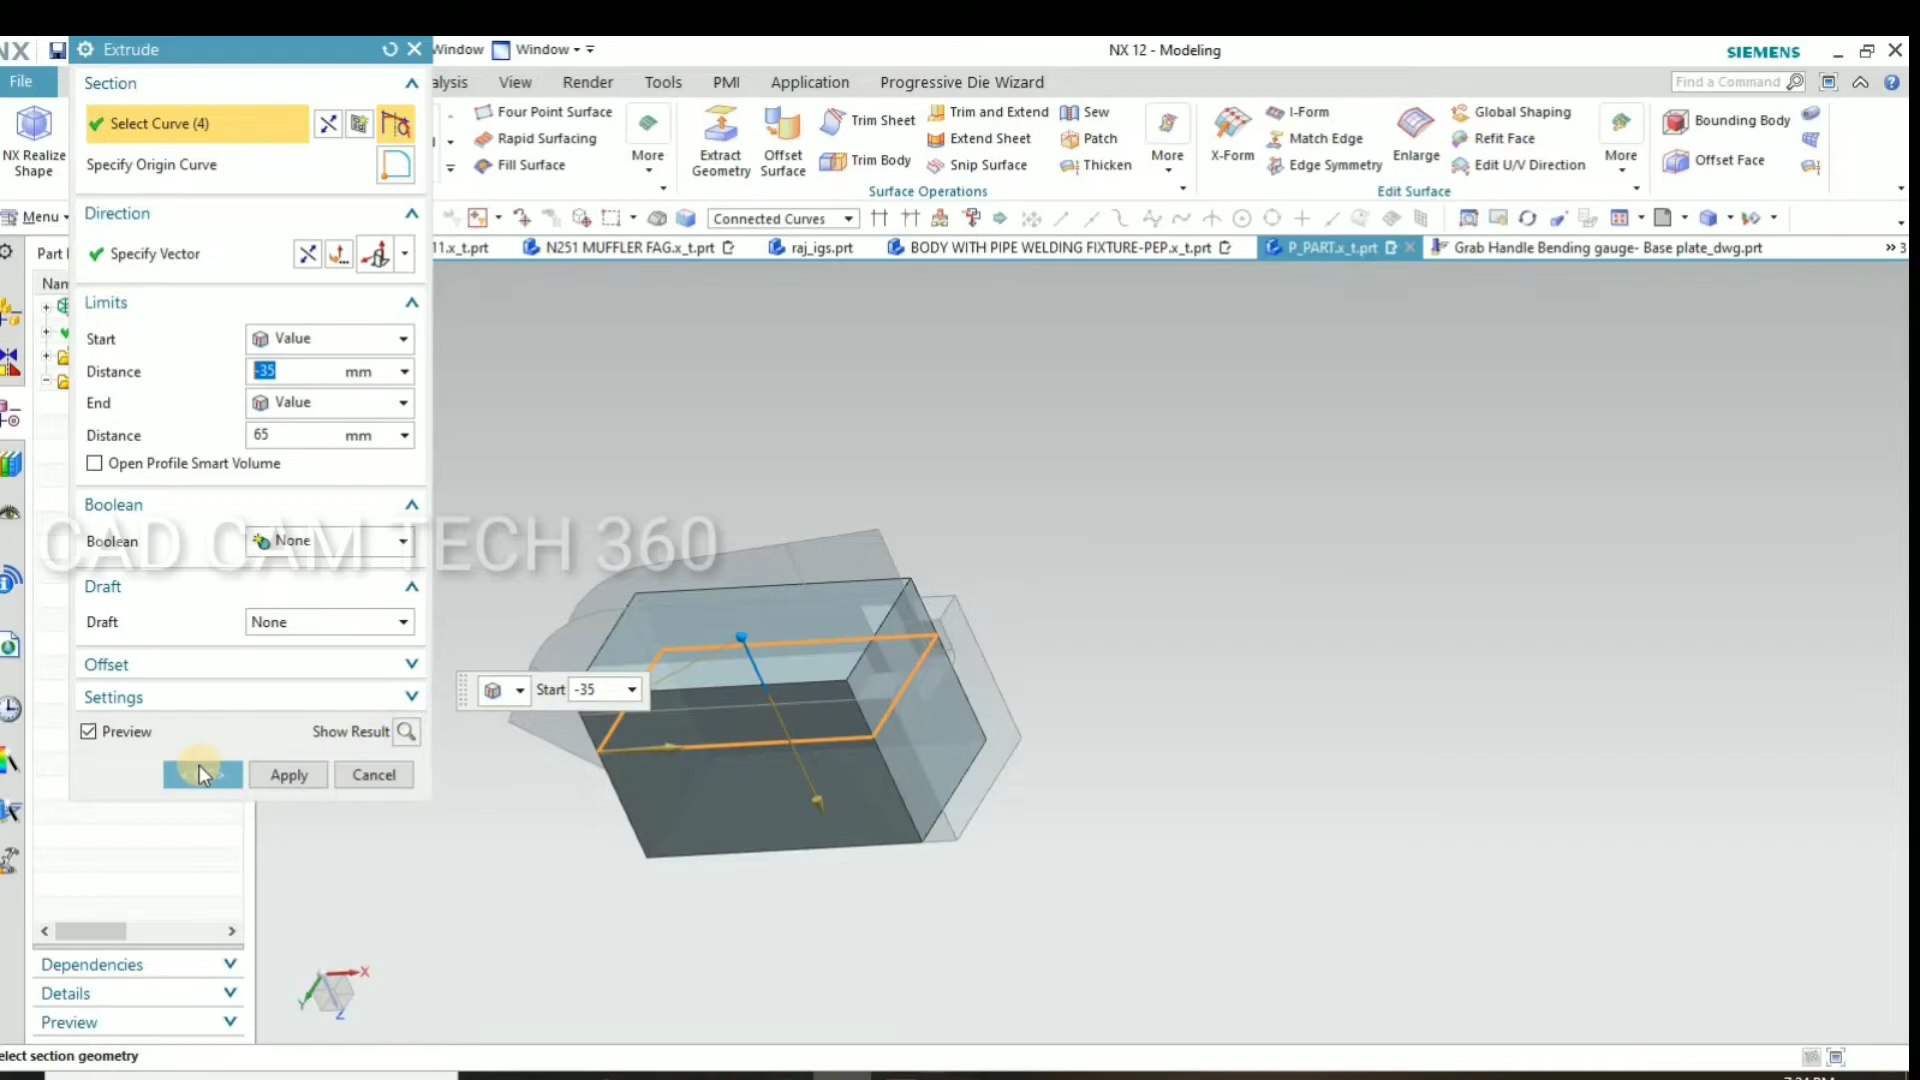 NX
Extrude
Window
Window
NX 12 - Modeling
SIEMENS
File
alysis
View
Render
Tools
PMI
Application
Progressive Die Wizard
Find a Command
NX Realize
Shape
Four Point Surface
Rapid Surfacing
Fill Surface
More
Extract
Geometry
Offset
Surface
Trim Sheet
Trim Body
Trim and Extend
Extend Sheet
Snip Surface
Sew
Patch
Thicken
More
Surface Operations
X-Form
I-Form
Match Edge
Edge Symmetry
Enlarge
Global Shaping
Refit Face
Edit U/V Direction
More
Edit Surface
Bounding Body
Offset Face
Menu
Connected Curves
11.x_t.prt
N251 MUFFLER FAG.x_t.prt
raj_igs.prt
BODY WITH PIPE WELDING FIXTURE-PEP.x_t.prt
P_PART.x_t.prt
Grab Handle Bending gauge- Base plate_dwg.prt
3
Part
Nan
Section
Select Curve (4)
Specify Origin Curve
Direction
Specify Vector
Limits
Start
Value
Distance
-35
mm
End
Value
Distance
65
mm
Open Profile Smart Volume
Boolean
Boolean
None
CAD CAM TECH 360
Draft
Draft
None
Offset
Settings
Preview
Show Result
Apply
Cancel
Start
-35
X
Y
Z
Dependencies
Details
Preview
elect section geometry